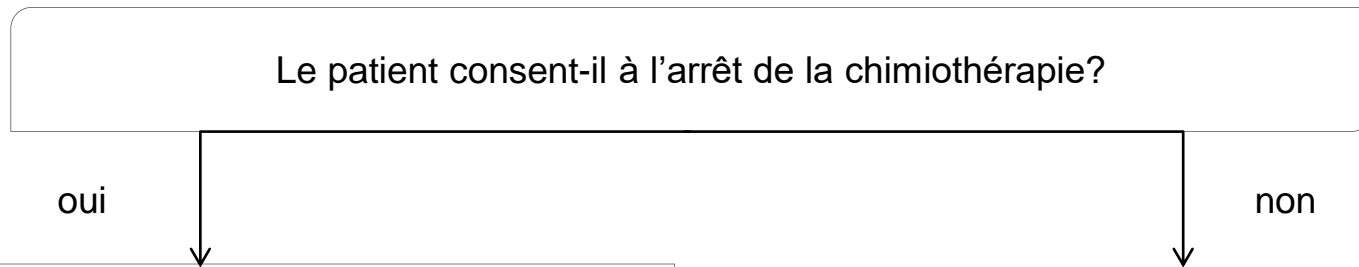 Le patient consent-il à l’arrêt de la chimiothérapie?
oui
non